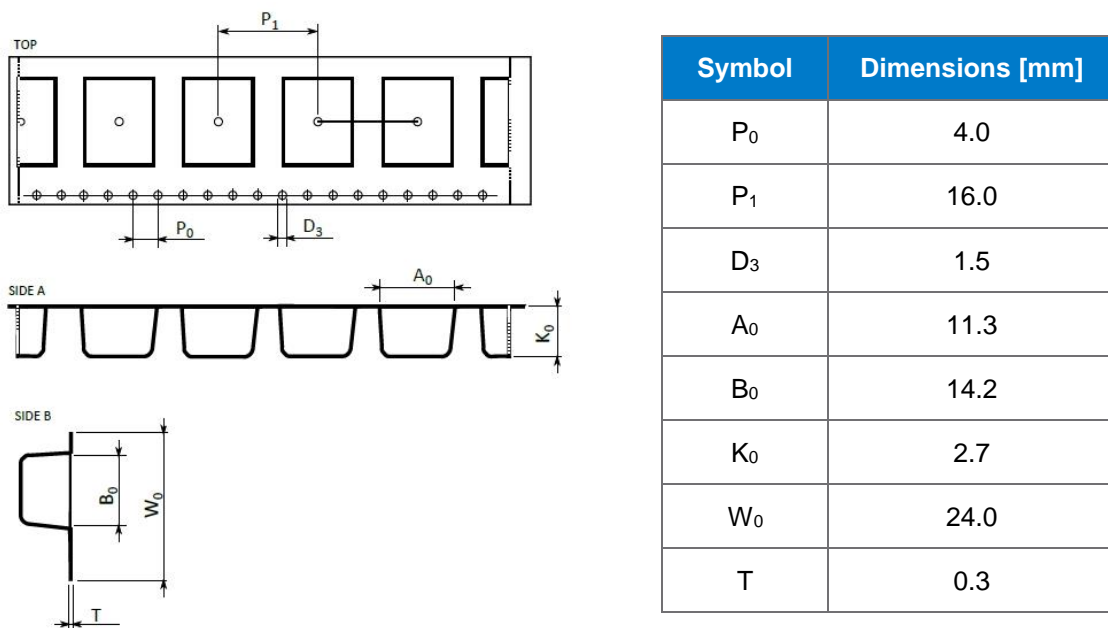 TOP
P₁
P₀
D₃
SIDE A
A₀
K₀
SIDE B
B₀
W₀
T
Symbol Dimensions [mm]
P₀ 4.0
P₁ 16.0
D₃ 1.5
A₀ 11.3
B₀ 14.2
K₀ 2.7
W₀ 24.0
T 0.3